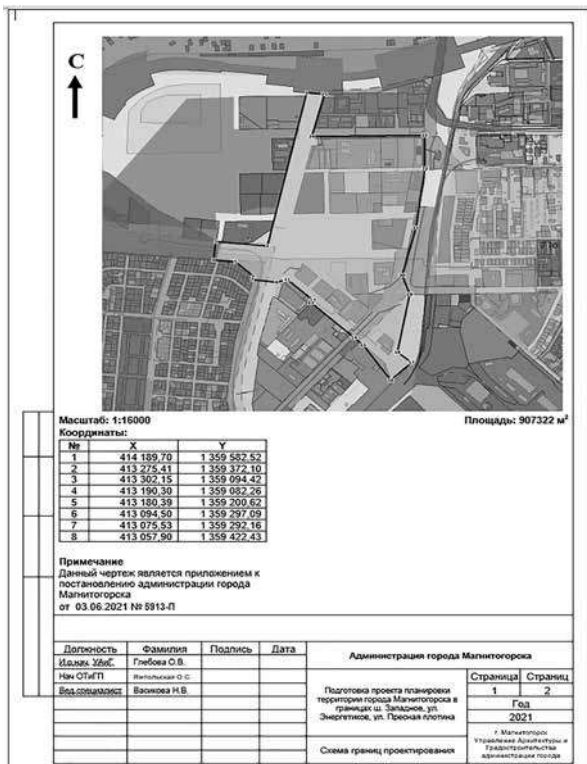 С
Масштаб: 1:16000
Площадь: 907322 м²
Координаты:
№ X Y
1 414 189,70 1 359 582,52
2 413 275,41 1 359 372,10
3 413 302,15 1 359 094,42
4 413 190,30 1 359 082,26
5 413 180,39 1 359 200,62
6 413 094,50 1 359 297,09
7 413 075,53 1 359 292,16
8 413 057,90 1 359 422,43
Примечание
Данный чертеж является приложением к
постановлению администрации города
Магнитогорска
от 03.06.2021 № 5913-П
Должность Фамилия Подпись Дата
И.о.нач. УАиГ. Глебова О.В.
Нач ОТиГП О.С.
Вед.специалист Васикова Н.В.
Администрация города Магнитогорска
Подготовка проекта планировки
территории города Магнитогорска в
границах ш. Западное, ул.
Энергетиков, ул. Пресная плотина
Страница Страниц
1 2
Год
2021
Схема границ проектирования
г. Магнитогорск
Управление Архитектуры и
Градостроительства
администрации города